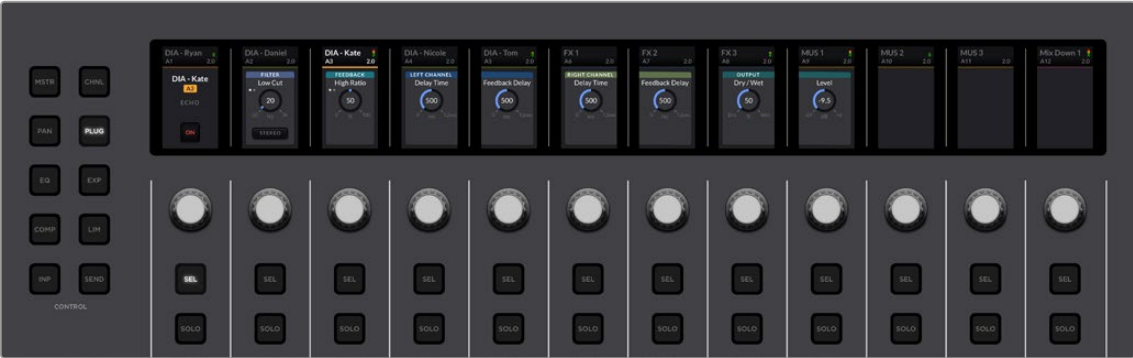 DIA - Ryan DIA - Daniel DIA - Kate DIA - Nicole DIA - Tom FX 1 FX 2 FX 3 MUS 1 MUS 2 MUS 3 Mix Down 1
A1 2.0 A2 2.0 A3 2.0 A4 2.0 A5 2.0 A6 2.0 A7 2.0 A8 2.0 A9 2.0 A10 2.0 A11 2.0 A12 2.0
DIA - Kate
A3
ECHO
ON
FILTER
Low Cut
20
STEREO
FEEDBACK
High Ratio
50
LEFT CHANNEL
Delay Time
500
Feedback Delay
500
RIGHT CHANNEL
Delay Time
500
Feedback Delay
500
OUTPUT
Dry / Wet
50
Level
-9.5
MSTR CHNL
PAN PLUG
EQ EXP
COMP LIM
INP SEND
CONTROL
SEL SEL SEL SEL SEL SEL SEL SEL SEL SEL SEL SEL
SOLO SOLO SOLO SOLO SOLO SOLO SOLO SOLO SOLO SOLO SOLO SOLO